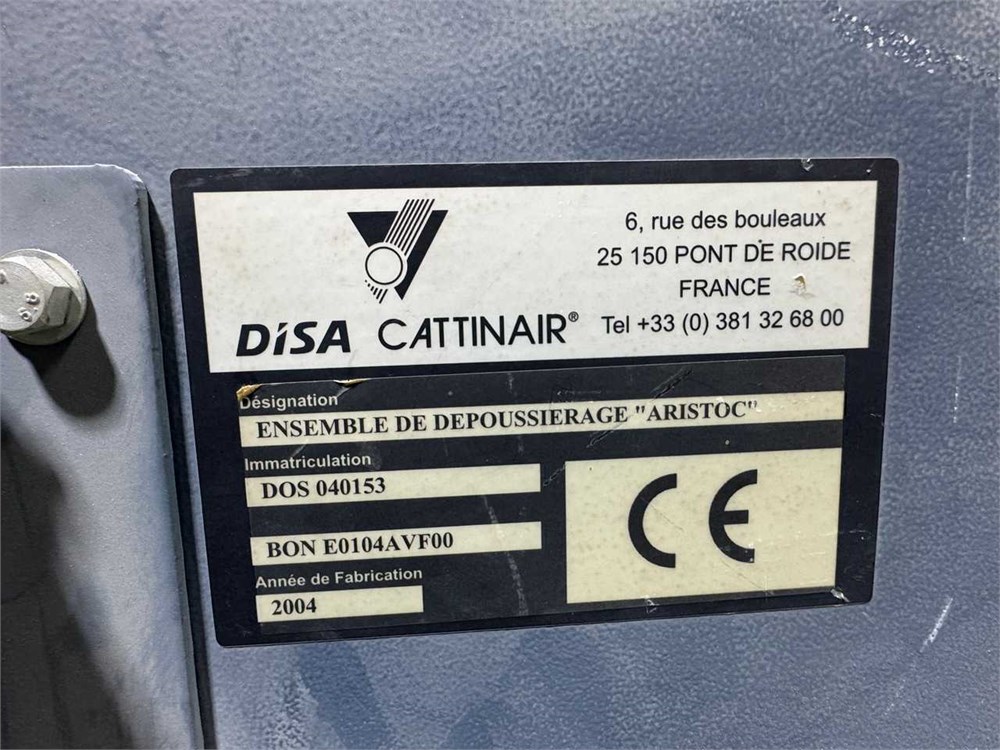 6, rue des bouleaux
25 150 PONT DE ROIDE
FRANCE
DiSA CATTINAIR®
Tel +33 (0) 381 32 68 00
Désignation
ENSEMBLE DE DEPOUSSIERAGE "ARISTOC"
Immatriculation
DOS 040153
BON E0104AVF00
CE
Année de Fabrication
2004